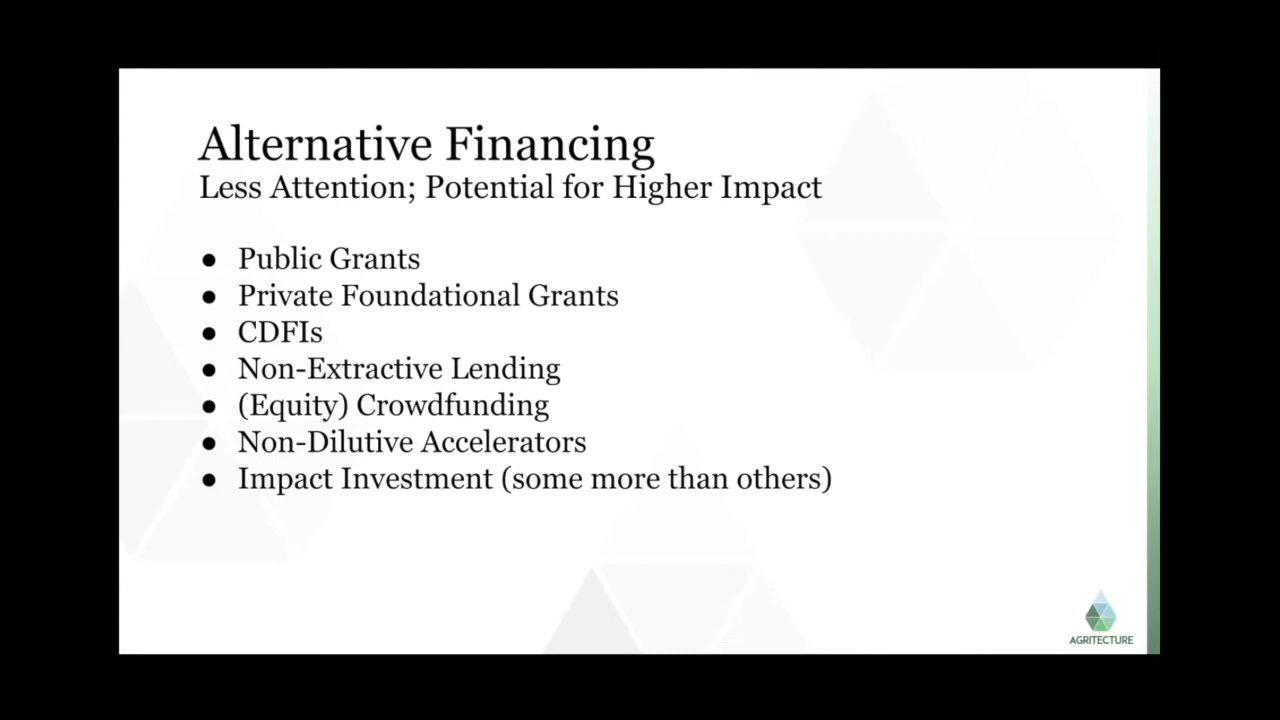 Alternative Financing
Less Attention; Potential for Higher Impact
● Public Grants
● Private Foundational Grants
● CDFIs
● Non-Extractive Lending
● (Equity) Crowdfunding
● Non-Dilutive Accelerators
● Impact Investment (some more than others)
AGRITECTURE